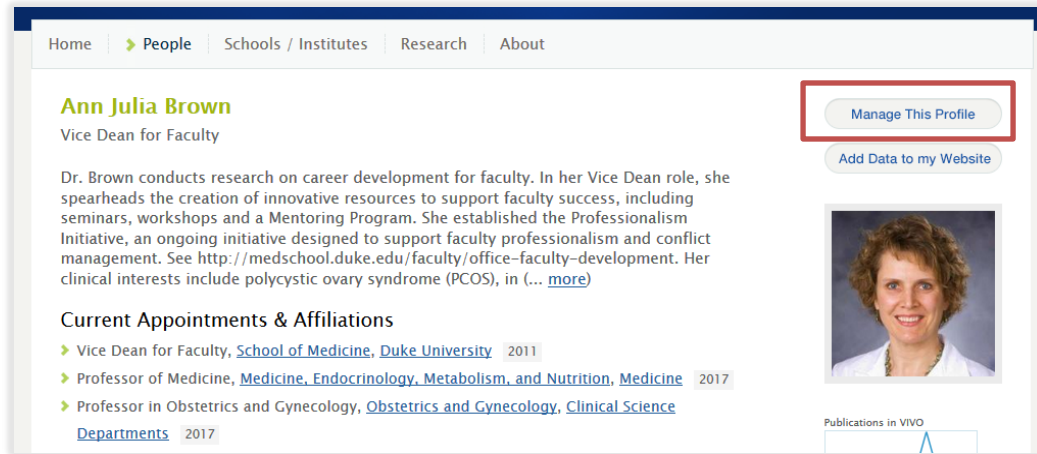 Home People Schools / Institutes Research About
Ann Julia Brown
Vice Dean for Faculty
Dr. Brown conducts research on career development for faculty. In her Vice Dean role, she
spearheads the creation of innovative resources to support faculty success, including
seminars, workshops and a Mentoring Program. She established the Professionalism
Initiative, an ongoing initiative designed to support faculty professionalism and conflict
management. See http://medschool.duke.edu/faculty/office-faculty-development. Her
clinical interests include polycystic ovary syndrome (PCOS), in (... more)
Current Appointments & Affiliations
Vice Dean for Faculty, School of Medicine, Duke University 2011
Professor of Medicine, Medicine, Endocrinology, Metabolism, and Nutrition, Medicine 2017
Professor in Obstetrics and Gynecology, Obstetrics and Gynecology, Clinical Science
Departments 2017
Manage This Profile
Add Data to my Website
Publications in VIVO